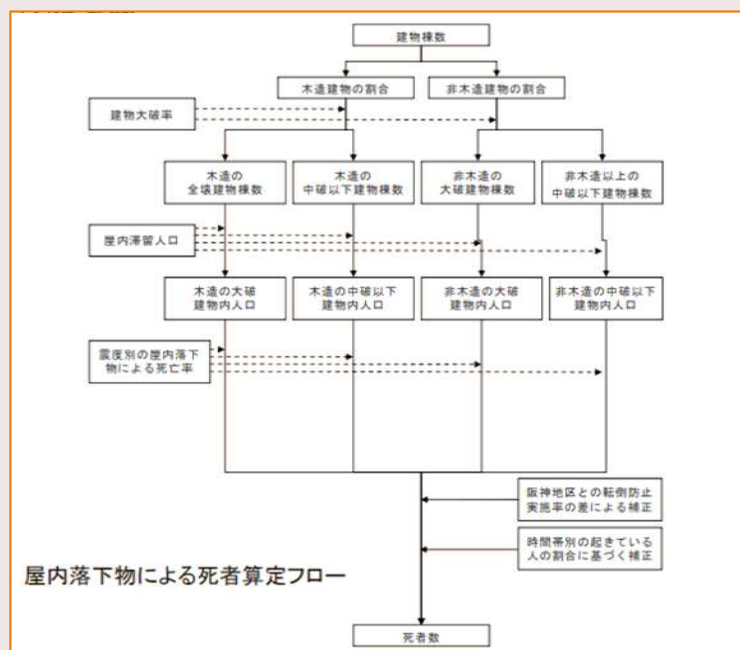 建物棟数
木造建物の割合
非木造建物の割合
建物大破率
木造の
全壊建物棟数
木造の
中破以下建物棟数
非木造の
大破建物棟数
非木造以上の
中破以下建物棟数
屋内滞留人口
木造の大破
建物内人口
木造の中破以下
建物内人口
非木造の大破
建物内人口
非木造の中破以下
建物内人口
震度別の屋内落下
物による死亡率
阪神地区との転倒防止
実施率の差による補正
時間帯別の起きている
人の割合に基づく補正
屋内落下物による死者算定フロー
死者数